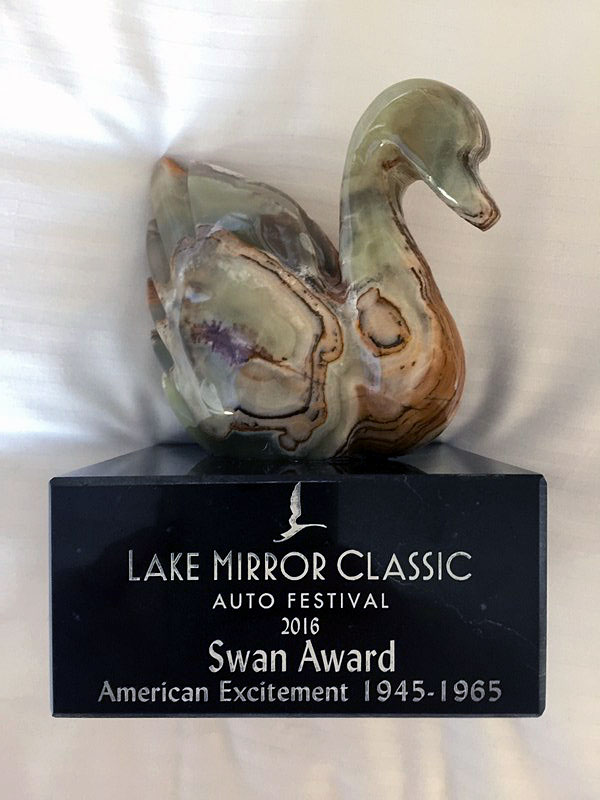 LAKE MIRROR CLASSIC
AUTO FESTIVAL
2016
Swan Award
American Excitement 1945-1965